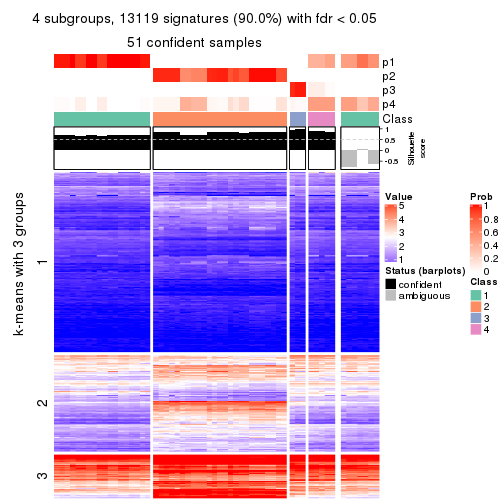 4 subgroups, 13119 signatures (90.0%) with fdr < 0.05
51 confident samples
p1
p2
p3
p4
Class
1
0.5
0
-0.5
Silhouette
score
k-means with 3 groups
1
2
3
Value
5
4
3
2
1
Status (barplots)
confident
ambiguous
Prob
1
0.8
0.6
0.4
0.2
0
Class
1
2
3
4